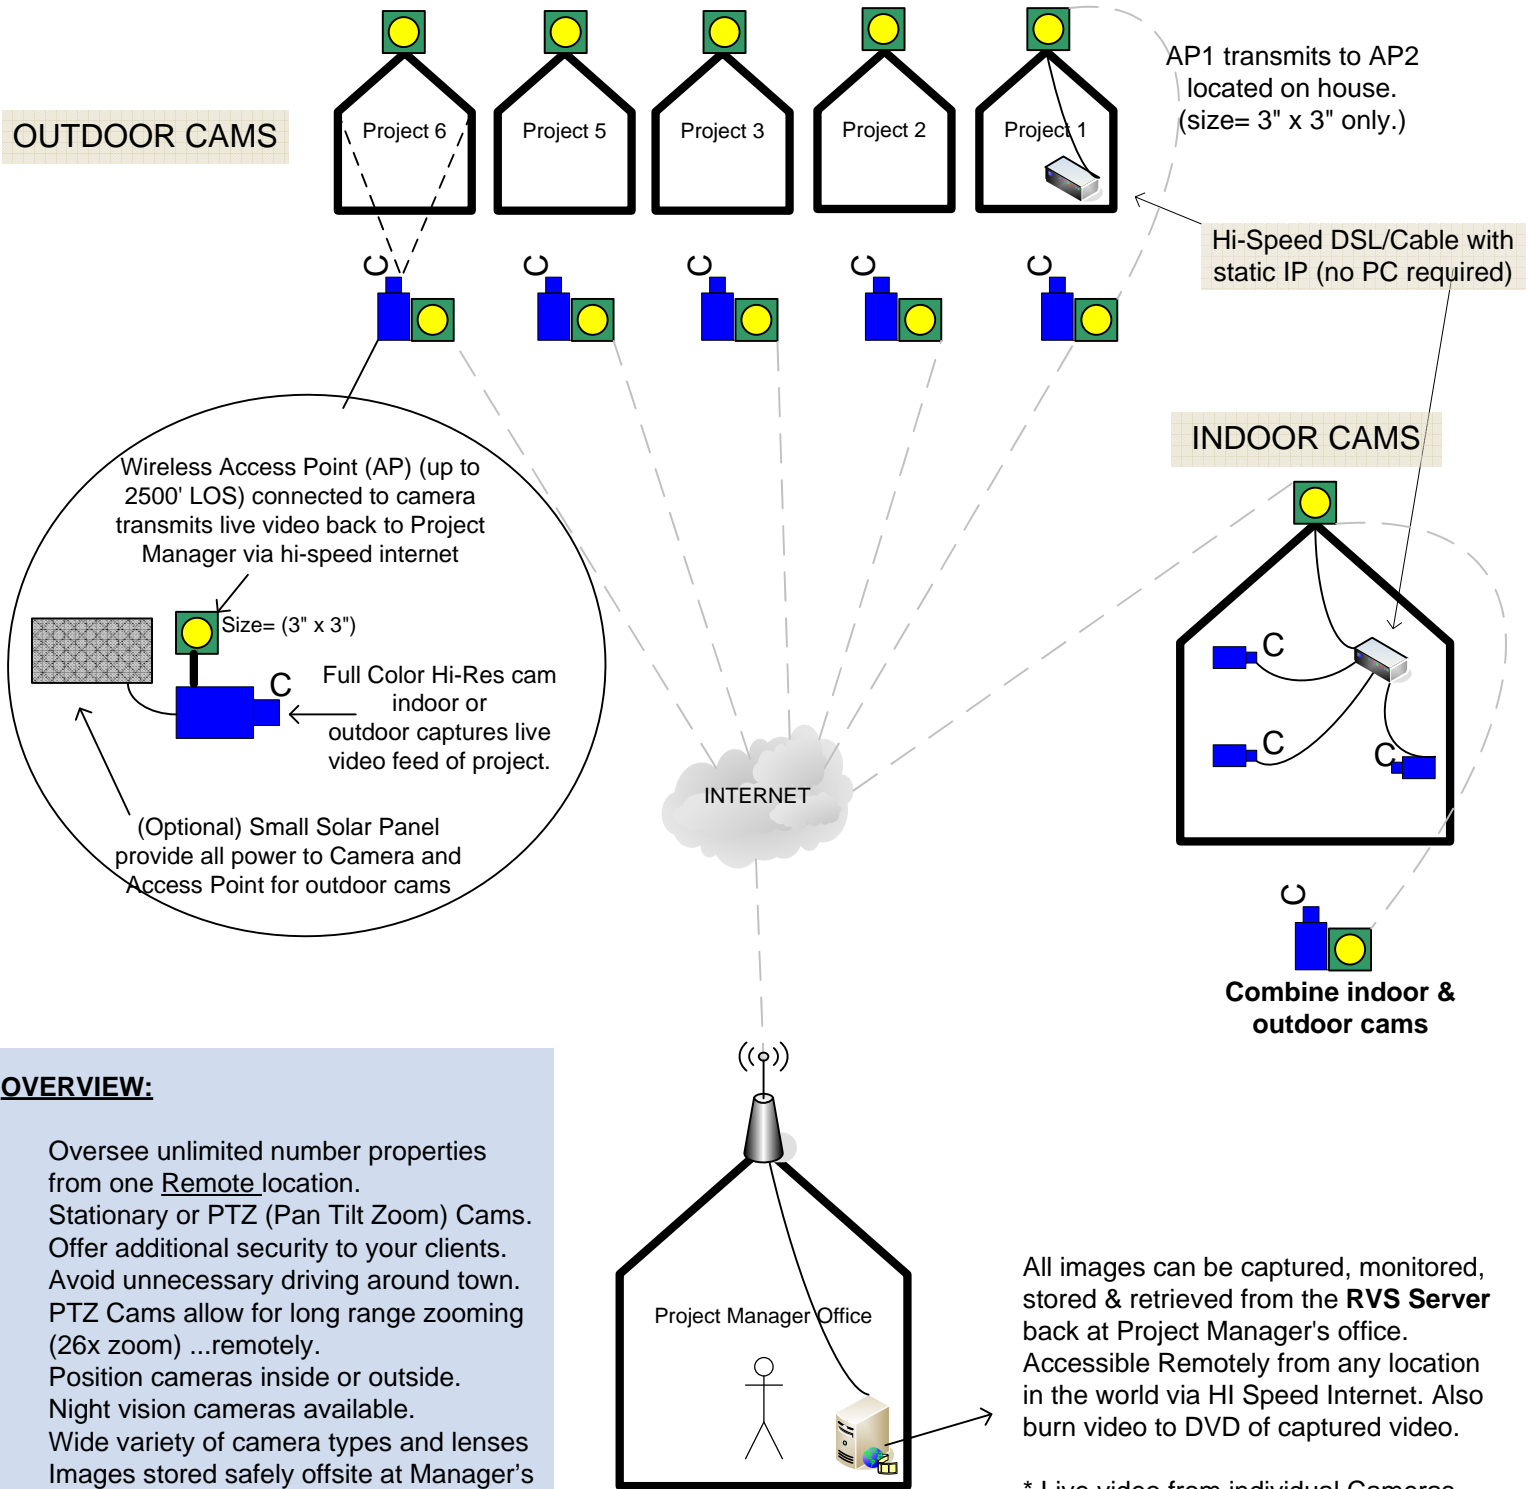 AP1 transmits to AP2
located on house.
(size= 3" x 3" only.)
OUTDOOR CAMS
Project 6
Project 5
Project 3
Project 2
Project 1
Hi-Speed DSL/Cable with
static IP (no PC required)
C
C
C
C
C
INDOOR CAMS
Wireless Access Point (AP) (up to
2500' LOS) connected to camera
transmits live video back to Project
Manager via hi-speed internet
Size= (3" x 3")
C
Full Color Hi-Res cam
indoor or
outdoor captures live
video feed of project.
(Optional) Small Solar Panel
provide all power to Camera and
Access Point for outdoor cams
INTERNET
C
C
C
C
Combine indoor &
outdoor cams
OVERVIEW:
Oversee unlimited number properties
from one Remote location.
Stationary or PTZ (Pan Tilt Zoom) Cams.
Offer additional security to your clients.
Avoid unnecessary driving around town.
PTZ Cams allow for long range zooming
(26x zoom) ...remotely.
Position cameras inside or outside.
Night vision cameras available.
Wide variety of camera types and lenses
Images stored safely offsite at Manager's
Project Manager Office
All images can be captured, monitored,
stored & retrieved from the RVS Server
back at Project Manager's office.
Accessible Remotely from any location
in the world via HI Speed Internet. Also
burn video to DVD of captured video.
* Live video from individual Cameras